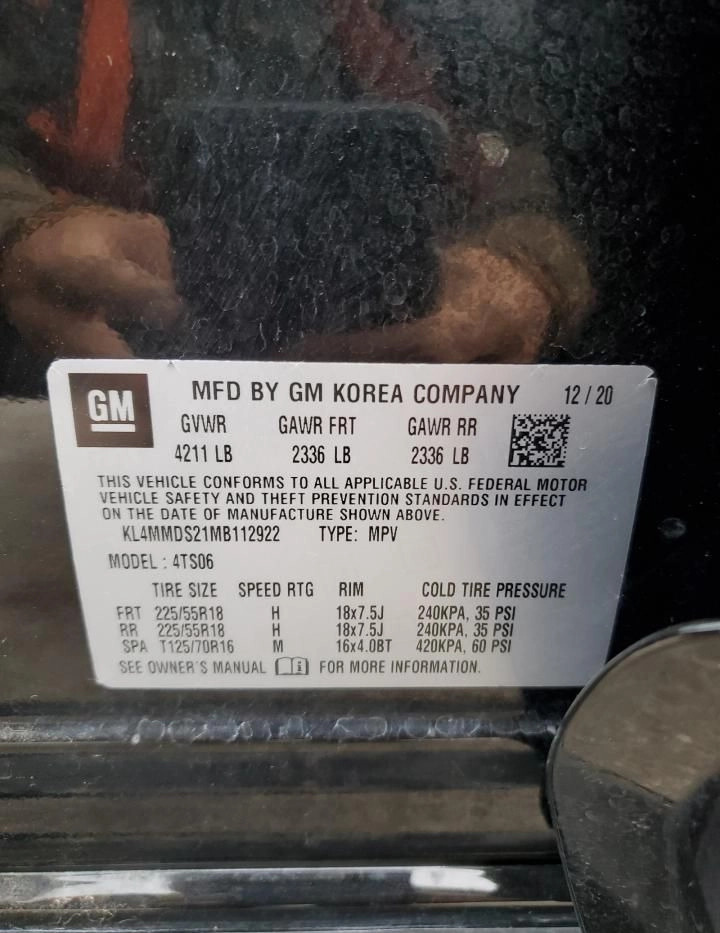 GM MFD BY GM KOREA COMPANY 12 / 20
GVWR GAWR FRT GAWR RR
4211 LB 2336 LB 2336 LB
THIS VEHICLE CONFORMS TO ALL APPLICABLE U.S. FEDERAL MOTOR
VEHICLE SAFETY AND THEFT PREVENTION STANDARDS IN EFFECT
ON THE DATE OF MANUFACTURE SHOWN ABOVE.
KL4MMDS21MB112922 TYPE: MPV
MODEL : 4TS06
TIRE SIZE SPEED RTG RIM COLD TIRE PRESSURE
FRT 225/55R18 H 18x7.5J 240KPA, 35 PSI
RR 225/55R18 H 18x7.5J 240KPA, 35 PSI
SPA T125/70R16 M 16x4.0BT 420KPA, 60 PSI
SEE OWNER'S MANUAL i FOR MORE INFORMATION.